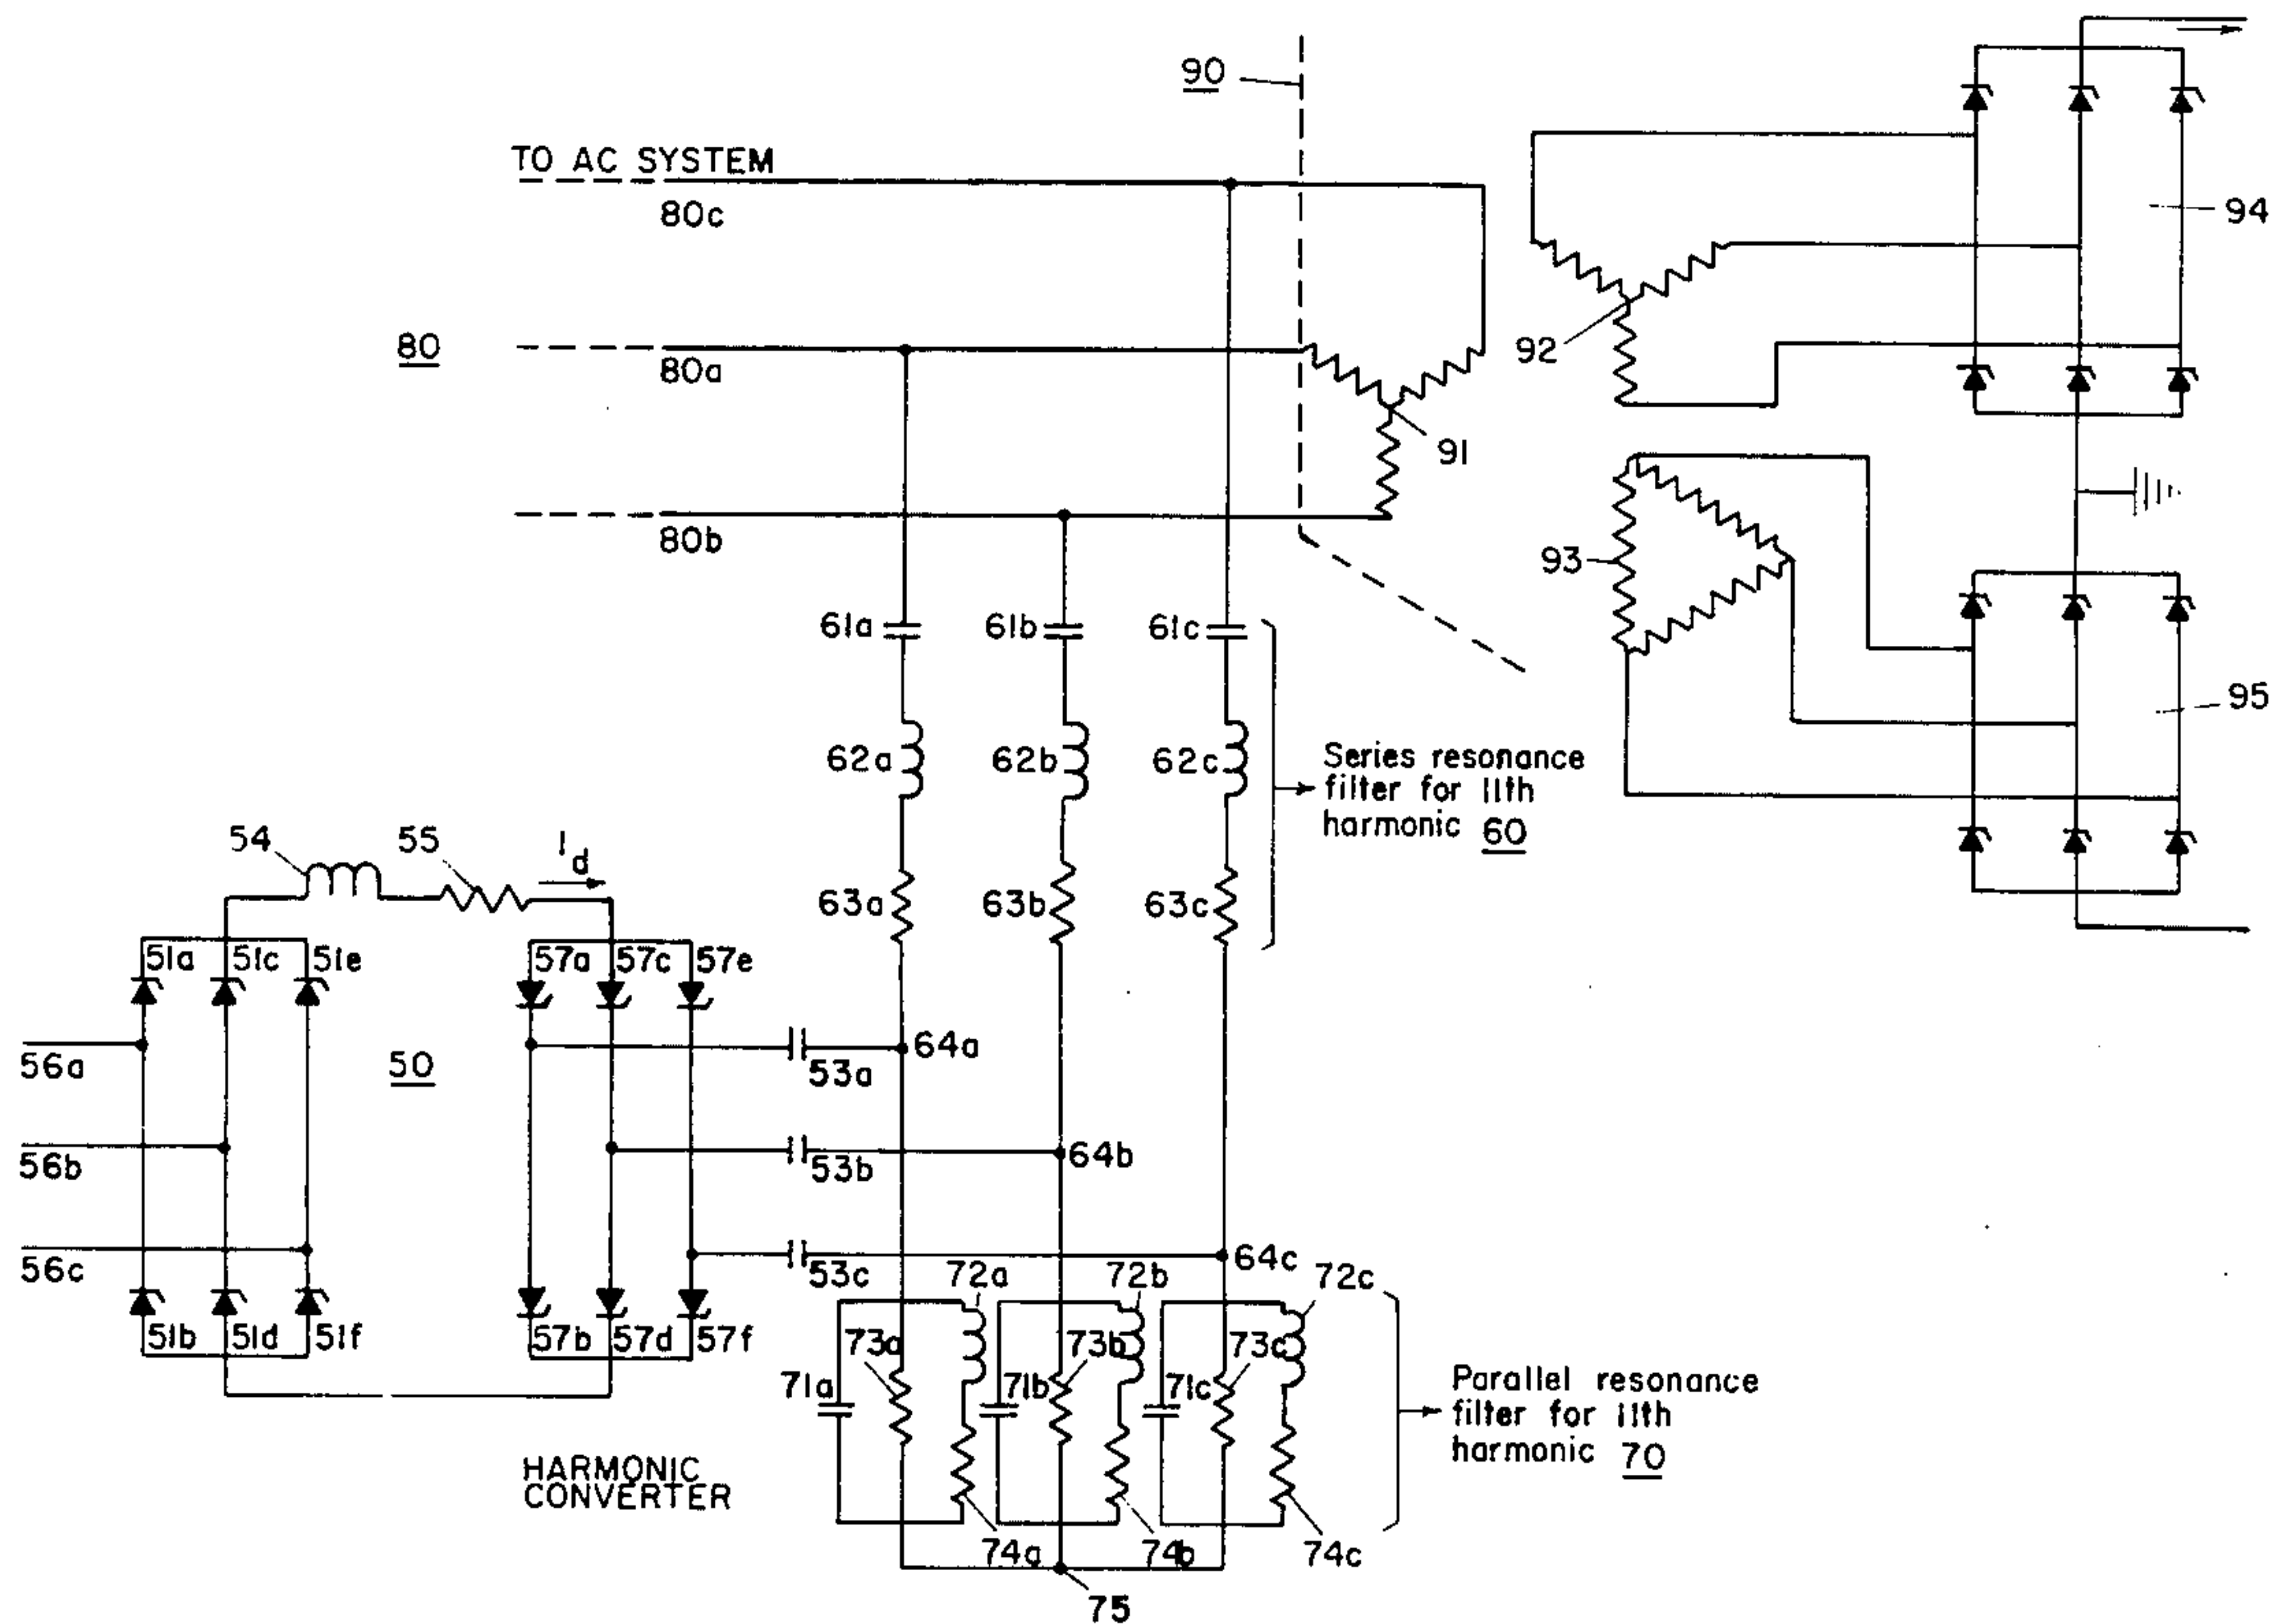 90
TO AC SYSTEM
80c
94
80
80a
92
91
80b
93
61a
61b
61c
95
62a
62b
62c
Series resonance
filter for 11th
harmonic 60
54
55
Id
63a
63b
63c
51a
51c
51e
57a
57c
57e
64a
56a
50
53a
64b
56b
53b
64c
56c
53c
72a
72b
72c
51b
51d
51f
57b
57d
57f
73a
73b
73c
71a
71b
71c
Parallel resonance
filter for 11th
harmonic 70
HARMONIC
CONVERTER
74a
74b
74c
75